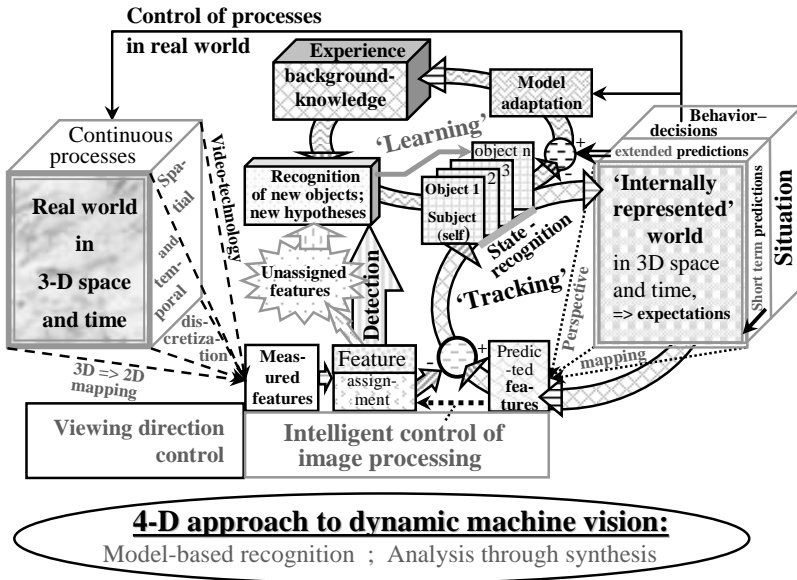 Control of processes
in real world
Experience
background-
knowledge
Model
adaptation
Behavior–
decisions
Continuous
processes
Real world
in
3-D space
and time
Video-technology
Spa-
tial
and
tem-
poral
dis-
cretization
3D => 2D
mapping
‘Learning’
Recognition
of new objects;
new hypotheses
object n
3
2
Object 1
Subject
(self)
+
-
-
extended predictions
‘Internally
represented’
world
in 3D space
and time,
=> expectations
Short term predictions
Situation
State -
recognition
‘Tracking’
Unassigned
features
Detection
Perspective
mapping
Meas-
ured
features
Feature
assign-
ment
-
+
Predic-
-ted
fea-
tures
Viewing direction
control
Intelligent control of
image processing
4-D approach to dynamic machine vision:
Model-based recognition ; Analysis through synthesis